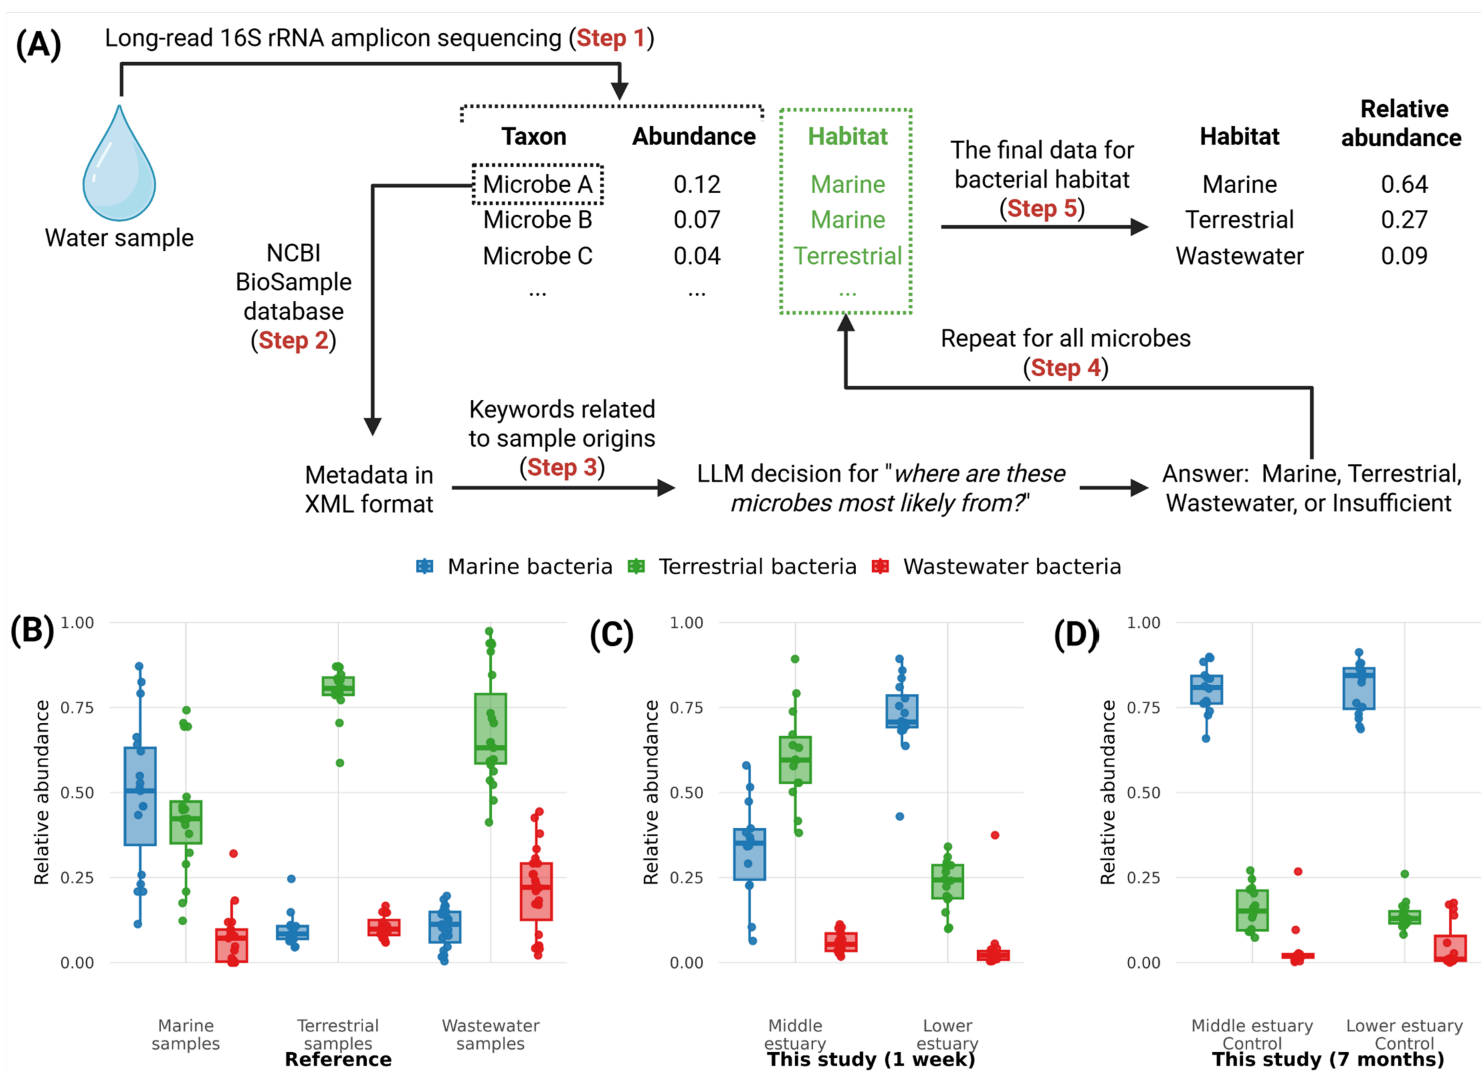 (A)
Long-read 16S rRNA amplicon sequencing (Step 1)
Water sample
Taxon Abundance Habitat
Microbe A 0.12 Marine
Microbe B 0.07 Marine
Microbe C 0.04 Terrestrial
... ... ...
The final data for
bacterial habitat
(Step 5)
Relative
Habitat abundance
Marine 0.64
Terrestrial 0.27
Wastewater 0.09
NCBI
BioSample
database
(Step 2)
Metadata in
XML format
Keywords related
to sample origins
(Step 3)
LLM decision for "where are these
microbes most likely from?"
Answer: Marine, Terrestrial,
Wastewater, or Insufficient
Repeat for all microbes
(Step 4)
Marine bacteria Terrestrial bacteria Wastewater bacteria
(B)
Relative abundance
1.00
0.75
0.50
0.25
0.00
Marine
samples
Terrestrial
samples
Wastewater
samples
Reference
(C)
Relative abundance
1.00
0.75
0.50
0.25
0.00
Middle
estuary
Lower
estuary
This study (1 week)
(D)
Relative abundance
1.00
0.75
0.50
0.25
0.00
Middle estuary
Control
Lower estuary
Control
This study (7 months)